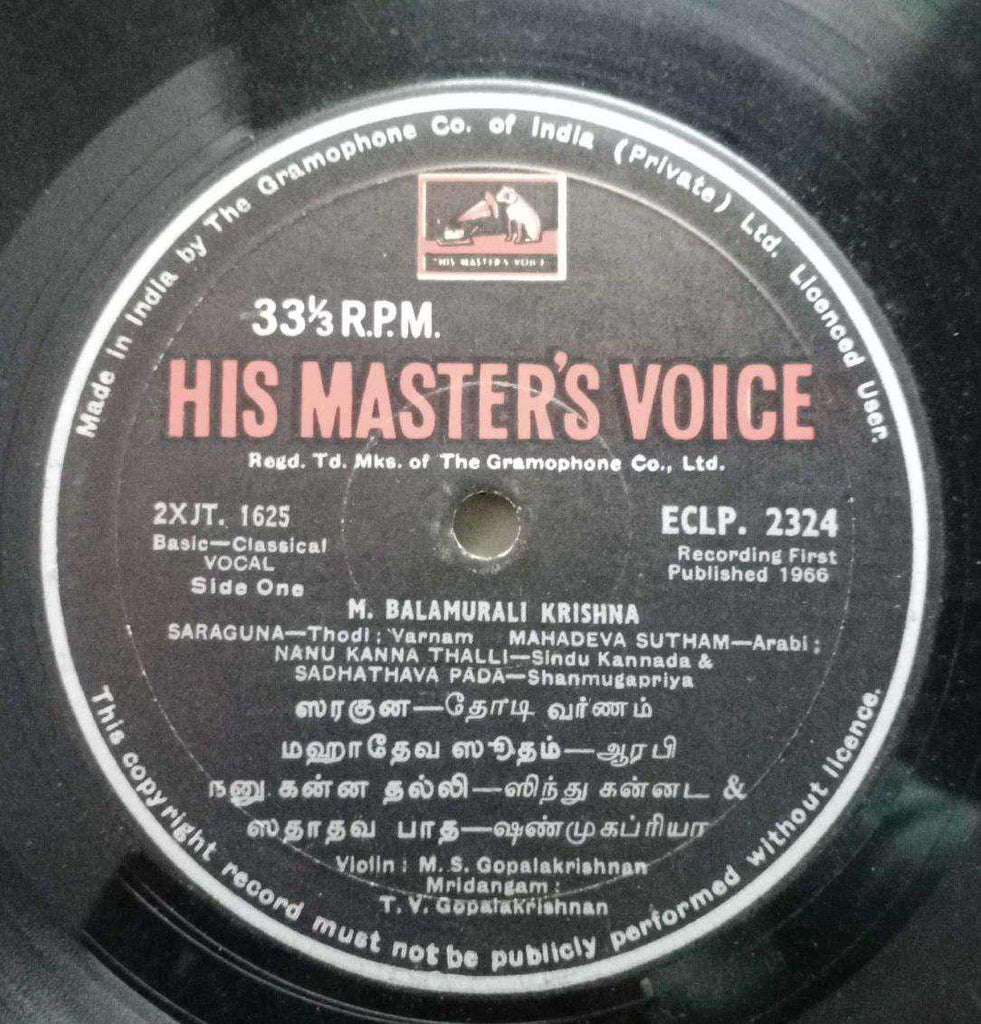 Made in India by The Gramophone Co. of India (Private) Ltd. Licenced User.
"HIS MASTER'S VOICE"
33⅓ R.P.M.
HIS MASTER'S VOICE
Regd. Td. Mks. of The Gramophone Co., Ltd.
2XJT. 1625
Basic—Classical
VOCAL
Side One
ECLP. 2324
Recording First
Published 1966
M. BALAMURALI KRISHNA
SARAGUNA—Thodi; Varnam MAHADEVA SUTHAM—Arabi;
NANU KANNA THALLI—Sindu Kannada &
SADHATHAVA PADA—Shanmugapriya
ஸரகுன—தோடி வர்ணம்
மஹாதேவ ஸூதம்—ஆரபி
நனு கன்ன தல்லி—ஸிந்து கன்னட &
ஸதாதவ பாத—ஷண்முகப்ரியா
Violin: M. S. Gopalakrishnan
Mridangam:
T. V. Gopalakrishnan
This copyright record must not be publicly performed without licence.